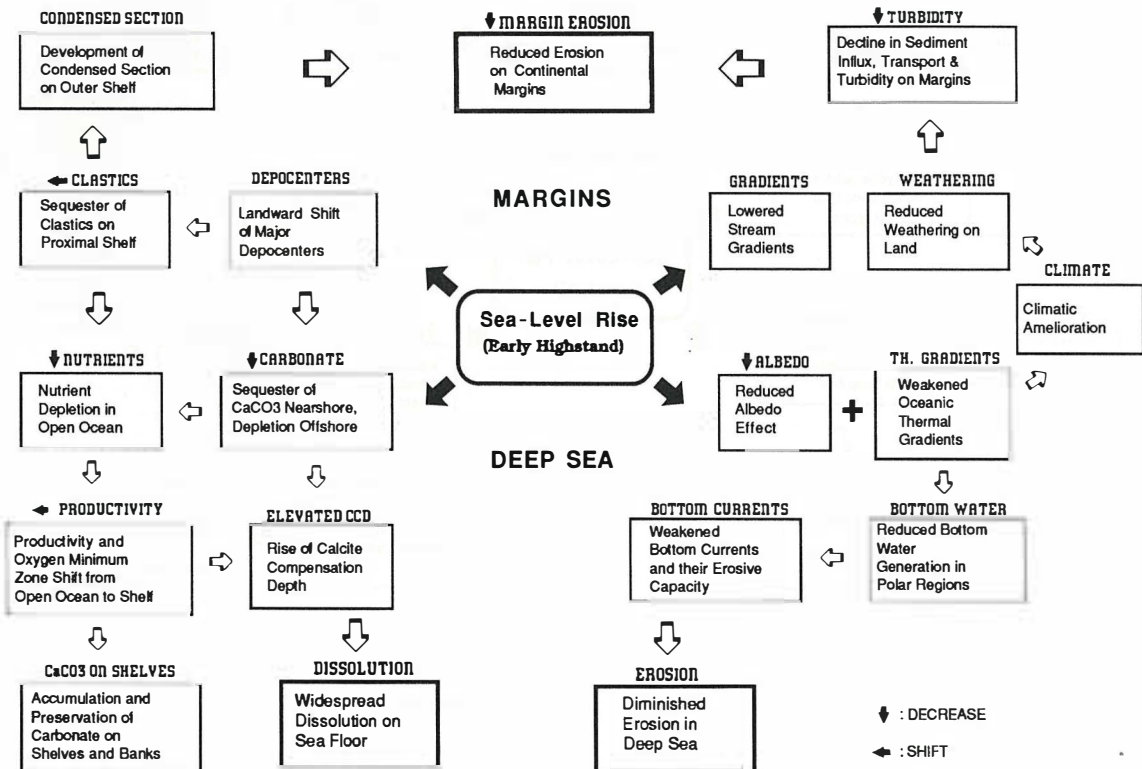 CONDENSED SECTION
Development of
Condensed Section
on Outer Shelf
MARGIN EROSION
Reduced Erosion
on Continental
Margins
TURBIDITY
Decline in Sediment
Influx, Transport &
Turbidity on Margins
CLASTICS
Sequester of
Clastics on
Proximal Shelf
DEPOCENTERS
Landward Shift
of Major
Depocenters
MARGINS
GRADIENTS
Lowered
Stream
Gradients
WEATHERING
Reduced
Weathering on
Land
CLIMATE
Climatic
Amelioration
Sea-Level Rise
(Early Highstand)
NUTRIENTS
Nutrient
Depletion in
Open Ocean
CARBONATE
Sequester of
CaCO3 Nearshore,
Depletion Offshore
ALBEDO
Reduced
Albedo
Effect
+
TH. GRADIENTS
Weakened
Oceanic
Thermal
Gradients
DEEP SEA
PRODUCTIVITY
Productivity and
Oxygen Minimum
Zone Shift from
Open Ocean to Shelf
ELEVATED CCD
Rise of Calcite
Compensation
Depth
BOTTOM CURRENTS
Weakened
Bottom Currents
and their Erosive
Capacity
BOTTOM WATER
Reduced Bottom
Water
Generation in
Polar Regions
CaCO3 ON SHELVES
Accumulation and
Preservation of
Carbonate on
Shelves and Banks
DISSOLUTION
Widespread
Dissolution on
Sea Floor
EROSION
Diminished
Erosion in
Deep Sea
: DECREASE
: SHIFT